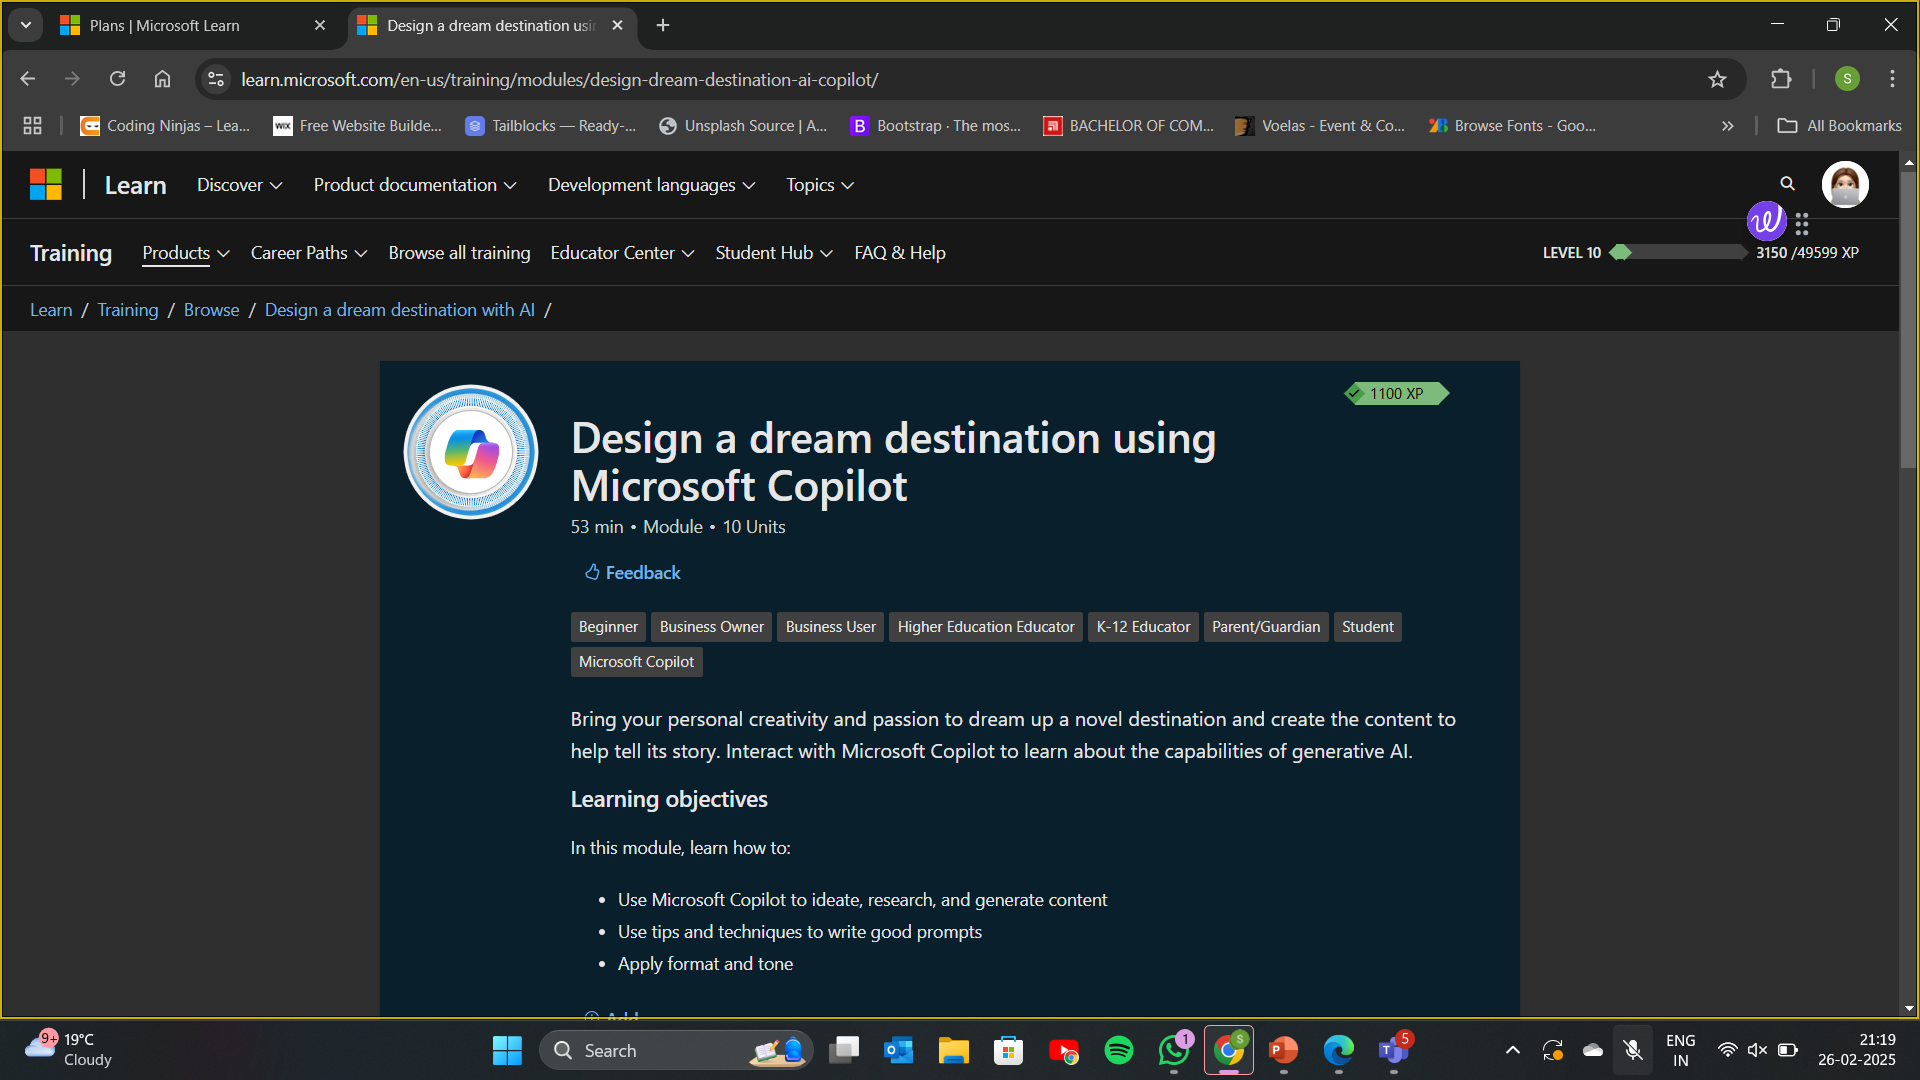 Plans | Microsoft Learn
Design a dream destination usi
learn.microsoft.com/en-us/training/modules/design-dream-destination-ai-copilot/
S
Coding Ninjas – Lea...
WIX Free Website Builde...
Tailblocks — Ready-...
Unsplash Source | A...
B Bootstrap · The mos...
BACHELOR OF COM...
Voelas - Event & Co...
Browse Fonts - Goo...
All Bookmarks
Learn Discover Product documentation Development languages Topics
Training Products Career Paths Browse all training Educator Center Student Hub FAQ & Help
LEVEL 10 3150 /49599 XP
Learn / Training / Browse / Design a dream destination with AI /
1100 XP
Design a dream destination using
Microsoft Copilot
53 min • Module • 10 Units
Feedback
Beginner Business Owner Business User Higher Education Educator K-12 Educator Parent/Guardian Student
Microsoft Copilot
Bring your personal creativity and passion to dream up a novel destination and create the content to
help tell its story. Interact with Microsoft Copilot to learn about the capabilities of generative AI.
Learning objectives
In this module, learn how to:
• Use Microsoft Copilot to ideate, research, and generate content
• Use tips and techniques to write good prompts
• Apply format and tone
Add
9+ 19°C
Cloudy
Search
1
S
5
ENG
IN
21:19
26-02-2025